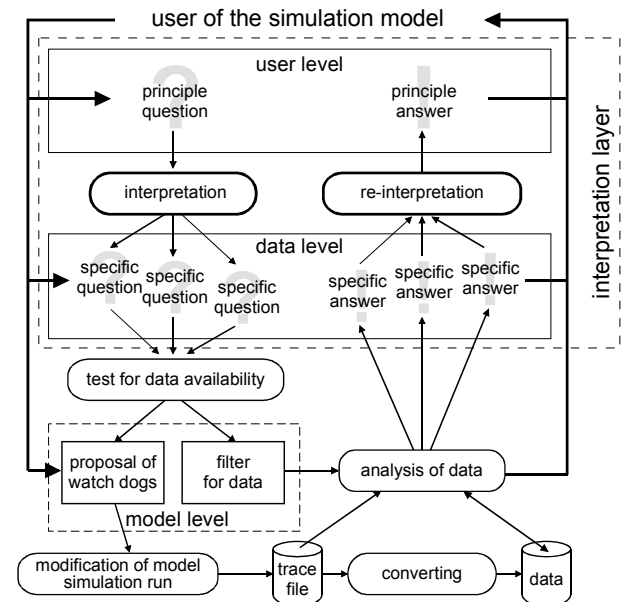 user of the simulation model
user level
?
!
principle
question
principle
answer
interpretation
re-interpretation
interpretation layer
data level
?
?
?
!
!
!
specific
question
specific
question
specific
question
specific
answer
specific
answer
specific
answer
test for data availability
proposal of
watch dogs
filter
for data
analysis of data
model level
modification of model
simulation run
trace
file
converting
data